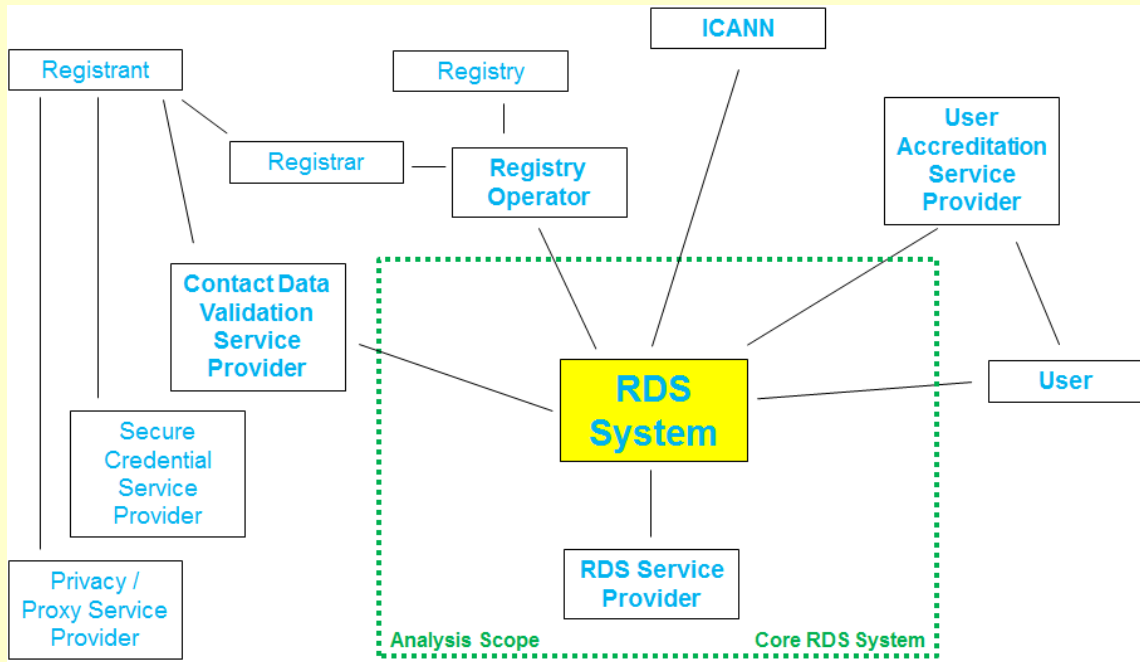 ICANN
Registrant
Registry
User
Accreditation
Service
Provider
Registrar
Registry
Operator
Contact Data
Validation
Service
Provider
RDS
System
User
Secure
Credential
Service
Provider
RDS Service
Provider
Privacy /
Proxy Service
Provider
Analysis Scope
Core RDS System